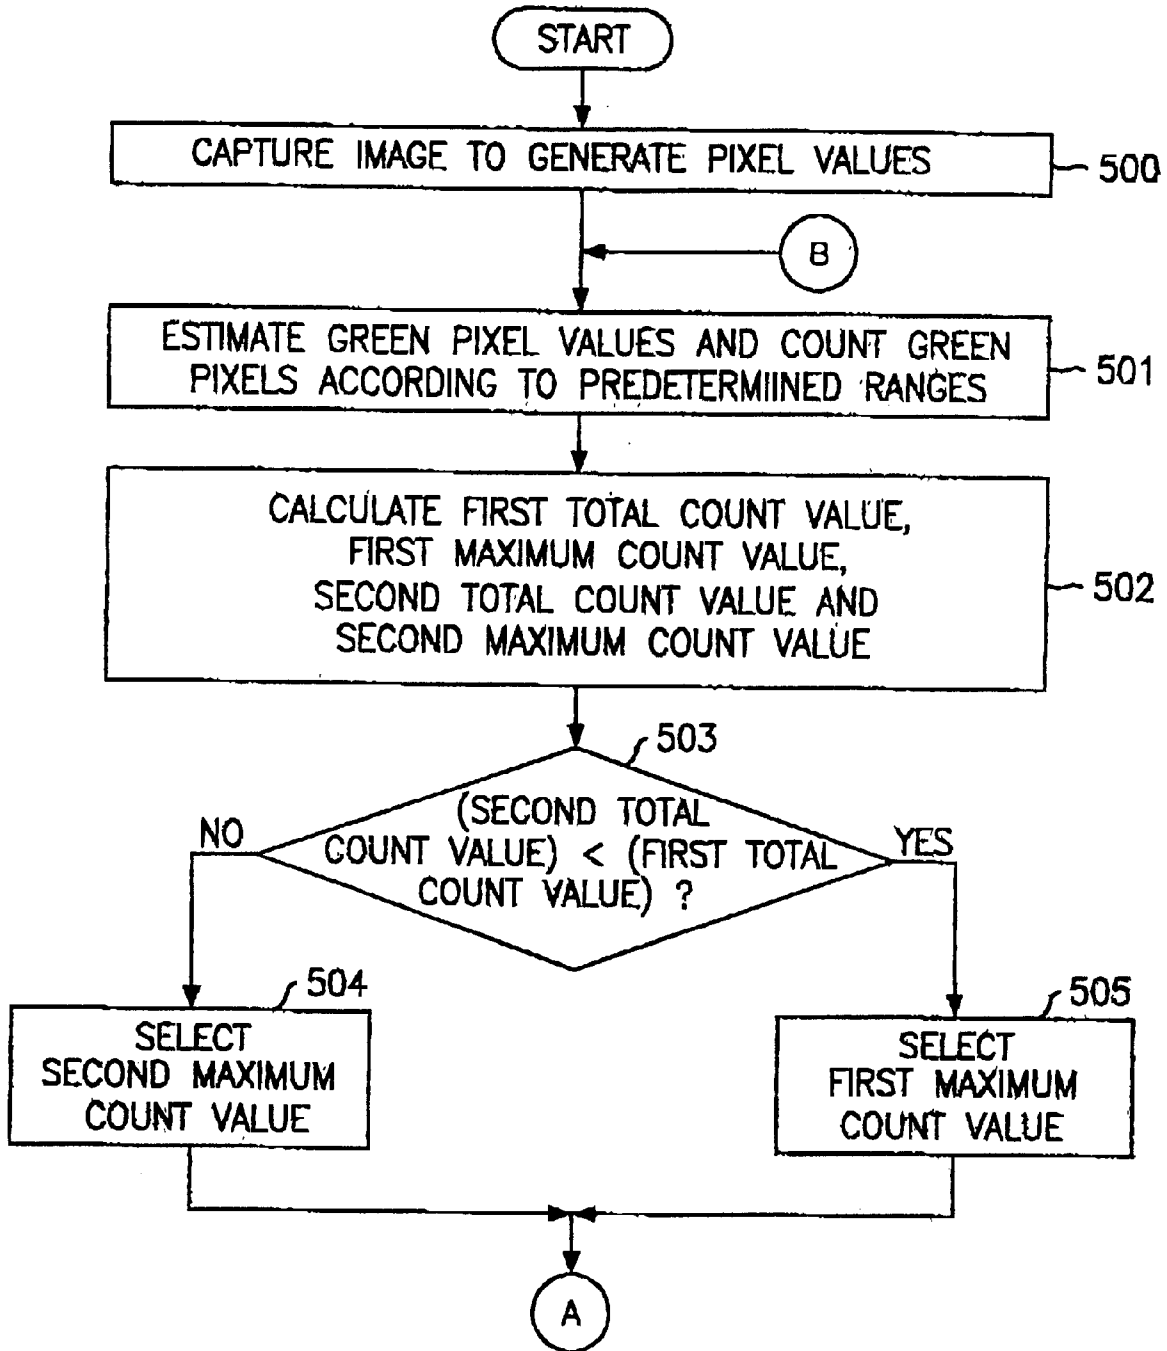 START
CAPTURE IMAGE TO GENERATE PIXEL VALUES
500
B
ESTIMATE GREEN PIXEL VALUES AND COUNT GREEN
PIXELS ACCORDING TO PREDETERMIINED RANGES
501
CALCULATE FIRST TOTAL COUNT VALUE,
FIRST MAXIMUM COUNT VALUE,
SECOND TOTAL COUNT VALUE AND
SECOND MAXIMUM COUNT VALUE
502
503
(SECOND TOTAL
COUNT VALUE) < (FIRST TOTAL
COUNT VALUE) ?
NO
YES
504
SELECT
SECOND MAXIMUM
COUNT VALUE
505
SELECT
FIRST MAXIMUM
COUNT VALUE
A